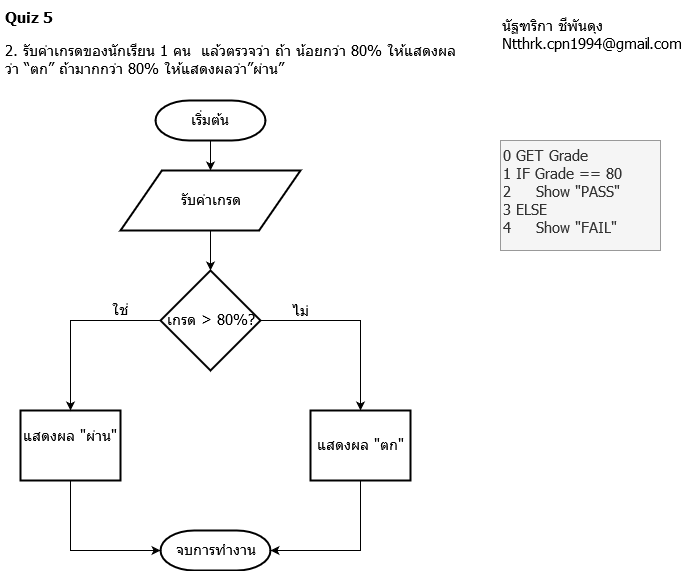 Quiz 5
นัฐฑริกา ชีพันดุง
Ntthrk.cpn1994@gmail.com
2. รับค่าเกรดของนักเรียน 1 คน  แล้วตรวจว่า ถ้า น้อยกว่า 80% ให้แสดงผล
ว่า “ตก” ถ้ามากกว่า 80% ให้แสดงผลว่า”ผ่าน”
เริ่มต้น
รับค่าเกรด
เกรด > 80%?
ใช่
ไม่
แสดงผล "ผ่าน"
แสดงผล "ตก"
จบการทำงาน
0 GET Grade
1 IF Grade == 80
2      Show "PASS"
3 ELSE
4      Show "FAIL"